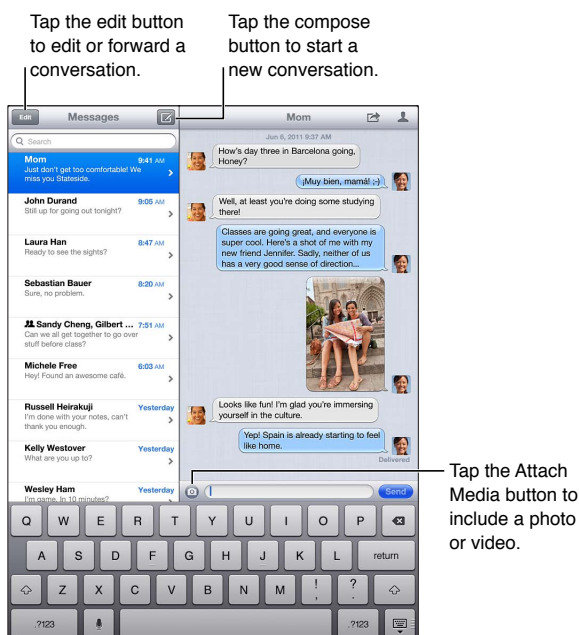 Tap the edit button
to edit or forward a
conversation.
Tap the compose
button to start a
new conversation.
Edit
Messages
Mom
Search
Mom 9:41 AM
Just don't get too comfortable! We
miss you Stateside.
John Durand 9:05 AM
Still up for going out tonight?
Laura Han 8:47 AM
Ready to see the sights?
Sebastian Bauer 8:20 AM
Sure, no problem.
Sandy Cheng, Gilbert ... 7:51 AM
Can we all get together to go over
stuff before class?
Michele Free 6:03 AM
Hey! Found an awesome café.
Russell Heirakuji Yesterday
I'm done with your notes, can't
thank you enough.
Kelly Westover Yesterday
What are you up to?
Wesley Ham Yesterday
I'm game. In 10 minutes?
Jun 6, 2011 9:37 AM
How's day three in Barcelona going,
Honey?
¡Muy bien, mamá! ;-)
Well, at least you're doing some studying
there!
Classes are going great, and everyone is
super cool. Here's a shot of me with my
new friend Jennifer. Sadly, neither of us
has a very good sense of direction...
Looks like fun! I'm glad you're immersing
yourself in the culture.
Yep! Spain is already starting to feel
like home.
Delivered
Send
Tap the Attach
Media button to
include a photo
or video.
Q W E R T Y U I O P
A S D F G H J K L return
Z X C V B N M ! , ? .
.?123 .?123